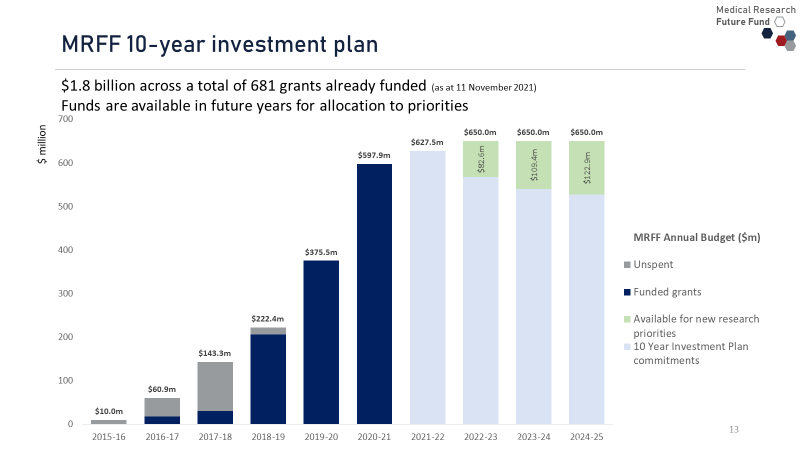 Medical Research
Future Fund
MRFF 10-year investment plan
$1.8 billion across a total of 681 grants already funded (as at 11 November 2021)
Funds are available in future years for allocation to priorities
$ million
700
600
500
400
300
200
100
0
$10.0m
$60.9m
$143.3m
$222.4m
$375.5m
$597.9m
$627.5m
$650.0m
$650.0m
$650.0m
$82.6m
$109.4m
$122.9m
2015-16
2016-17
2017-18
2018-19
2019-20
2020-21
2021-22
2022-23
2023-24
2024-25
MRFF Annual Budget ($m)
Unspent
Funded grants
Available for new research
priorities
10 Year Investment Plan
commitments
13